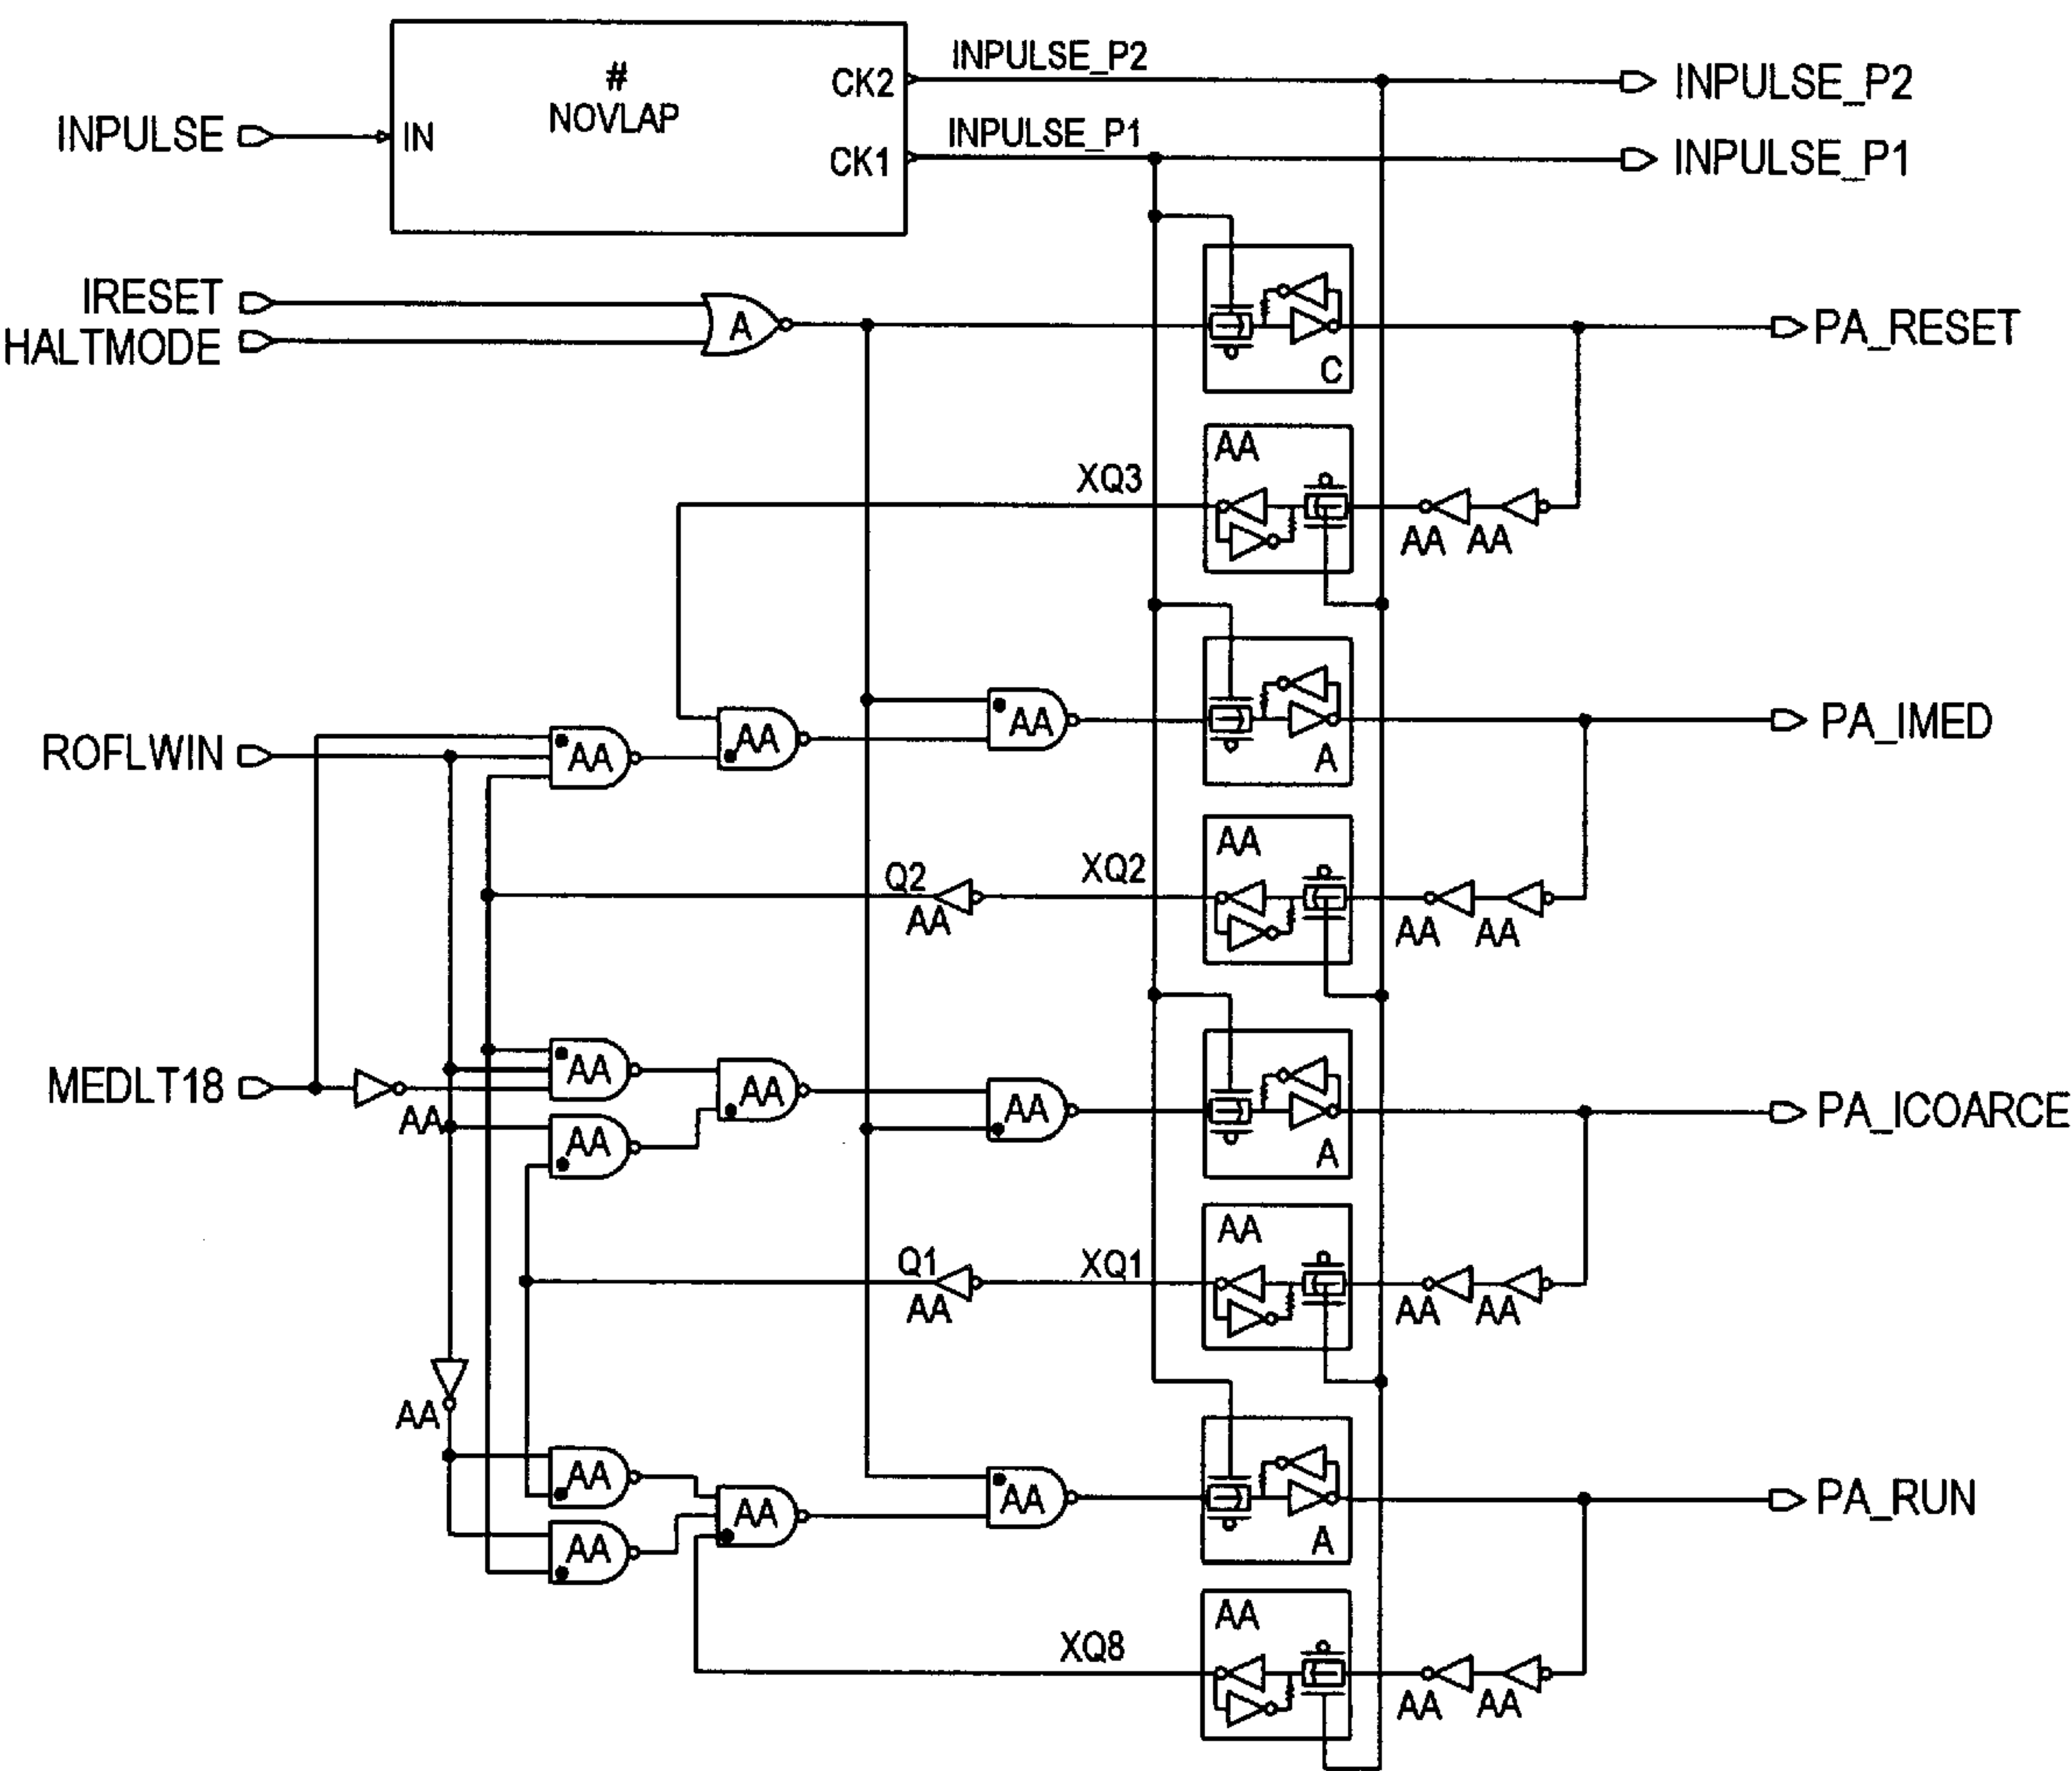 INPULSE_P2
#
CK2
INPULSE_P2
NOVLAP
INPULSE
IN
INPULSE_P1
CK1
INPULSE_P1
IRESET
A
PA_RESET
HALTMODE
C
AA
XQ3
AA AA
AA
PA_IMED
AA
ROFLWIN
AA
A
AA
Q2
XQ2
AA
AA AA
AA
AA
MEDLT18
AA
AA
PA_ICOARCE
AA
AA
A
AA
Q1
XQ1
AA
AA AA
AA
AA
AA
AA
PA_RUN
AA
A
AA
XQ8
AA AA